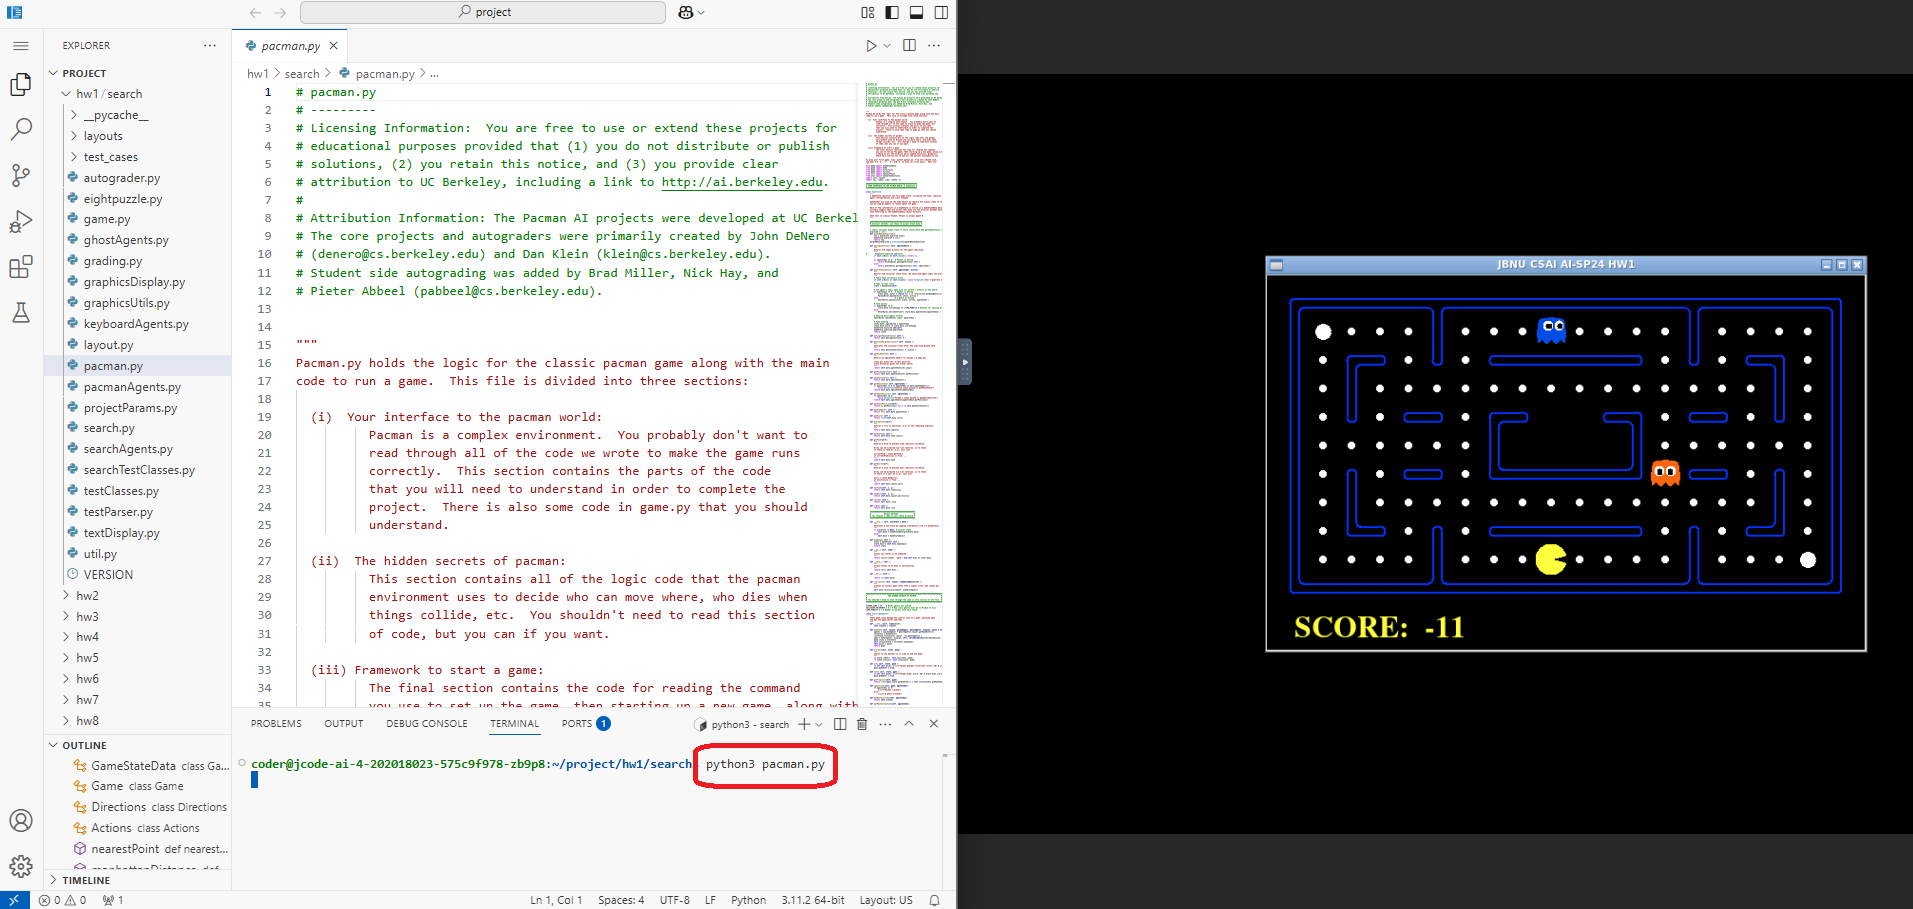 project
EXPLORER
PROJECT
hw1/search
__pycache__
layouts
test_cases
autograder.py
eightpuzzle.py
game.py
ghostAgents.py
grading.py
graphicsDisplay.py
graphicsUtils.py
keyboardAgents.py
layout.py
pacman.py
pacmanAgents.py
projectParams.py
search.py
searchAgents.py
searchTestClasses.py
testClasses.py
testParser.py
textDisplay.py
util.py
VERSION
hw2
hw3
hw4
hw5
hw6
hw7
hw8
OUTLINE
GameStateData class Ga...
Game class Game
Directions class Directions
Actions class Actions
nearestPoint def nearest...
manhattanDistance def
TIMELINE
pacman.py
hw1 > search > pacman.py > ...
1 # pacman.py
2 # ---------
3 # Licensing Information:  You are free to use or extend these projects for
4 # educational purposes provided that (1) you do not distribute or publish
5 # solutions, (2) you retain this notice, and (3) you provide clear
6 # attribution to UC Berkeley, including a link to http://ai.berkeley.edu.
7 #
8 # Attribution Information: The Pacman AI projects were developed at UC Berkel
9 # The core projects and autograders were primarily created by John DeNero
10 # (denero@cs.berkeley.edu) and Dan Klein (klein@cs.berkeley.edu).
11 # Student side autograding was added by Brad Miller, Nick Hay, and
12 # Pieter Abbeel (pabbeel@cs.berkeley.edu).
13
14
15 """
16 Pacman.py holds the logic for the classic pacman game along with the main
17 code to run a game.  This file is divided into three sections:
18
19 (i)  Your interface to the pacman world:
20 Pacman is a complex environment.  You probably don't want to
21 read through all of the code we wrote to make the game runs
22 correctly.  This section contains the parts of the code
23 that you will need to understand in order to complete the
24 project.  There is also some code in game.py that you should
25 understand.
26
27 (ii)  The hidden secrets of pacman:
28 This section contains all of the logic code that the pacman
29 environment uses to decide who can move where, who dies when
30 things collide, etc.  You shouldn't need to read this section
31 of code, but you can if you want.
32
33 (iii) Framework to start a game:
34 The final section contains the code for reading the command
35 you use to set up the game, then starting up a new game, along with
PROBLEMS OUTPUT DEBUG CONSOLE TERMINAL PORTS 1
python3 - search
coder@jcode-ai-4-202018023-575c9f978-zb9p8:~/project/hw1/search python3 pacman.py
0 0 1
Ln 1, Col 1 Spaces: 4 UTF-8 LF Python 3.11.2 64-bit Layout: US
JBNU CSAI AI-SP24 HW1
SCORE: -11